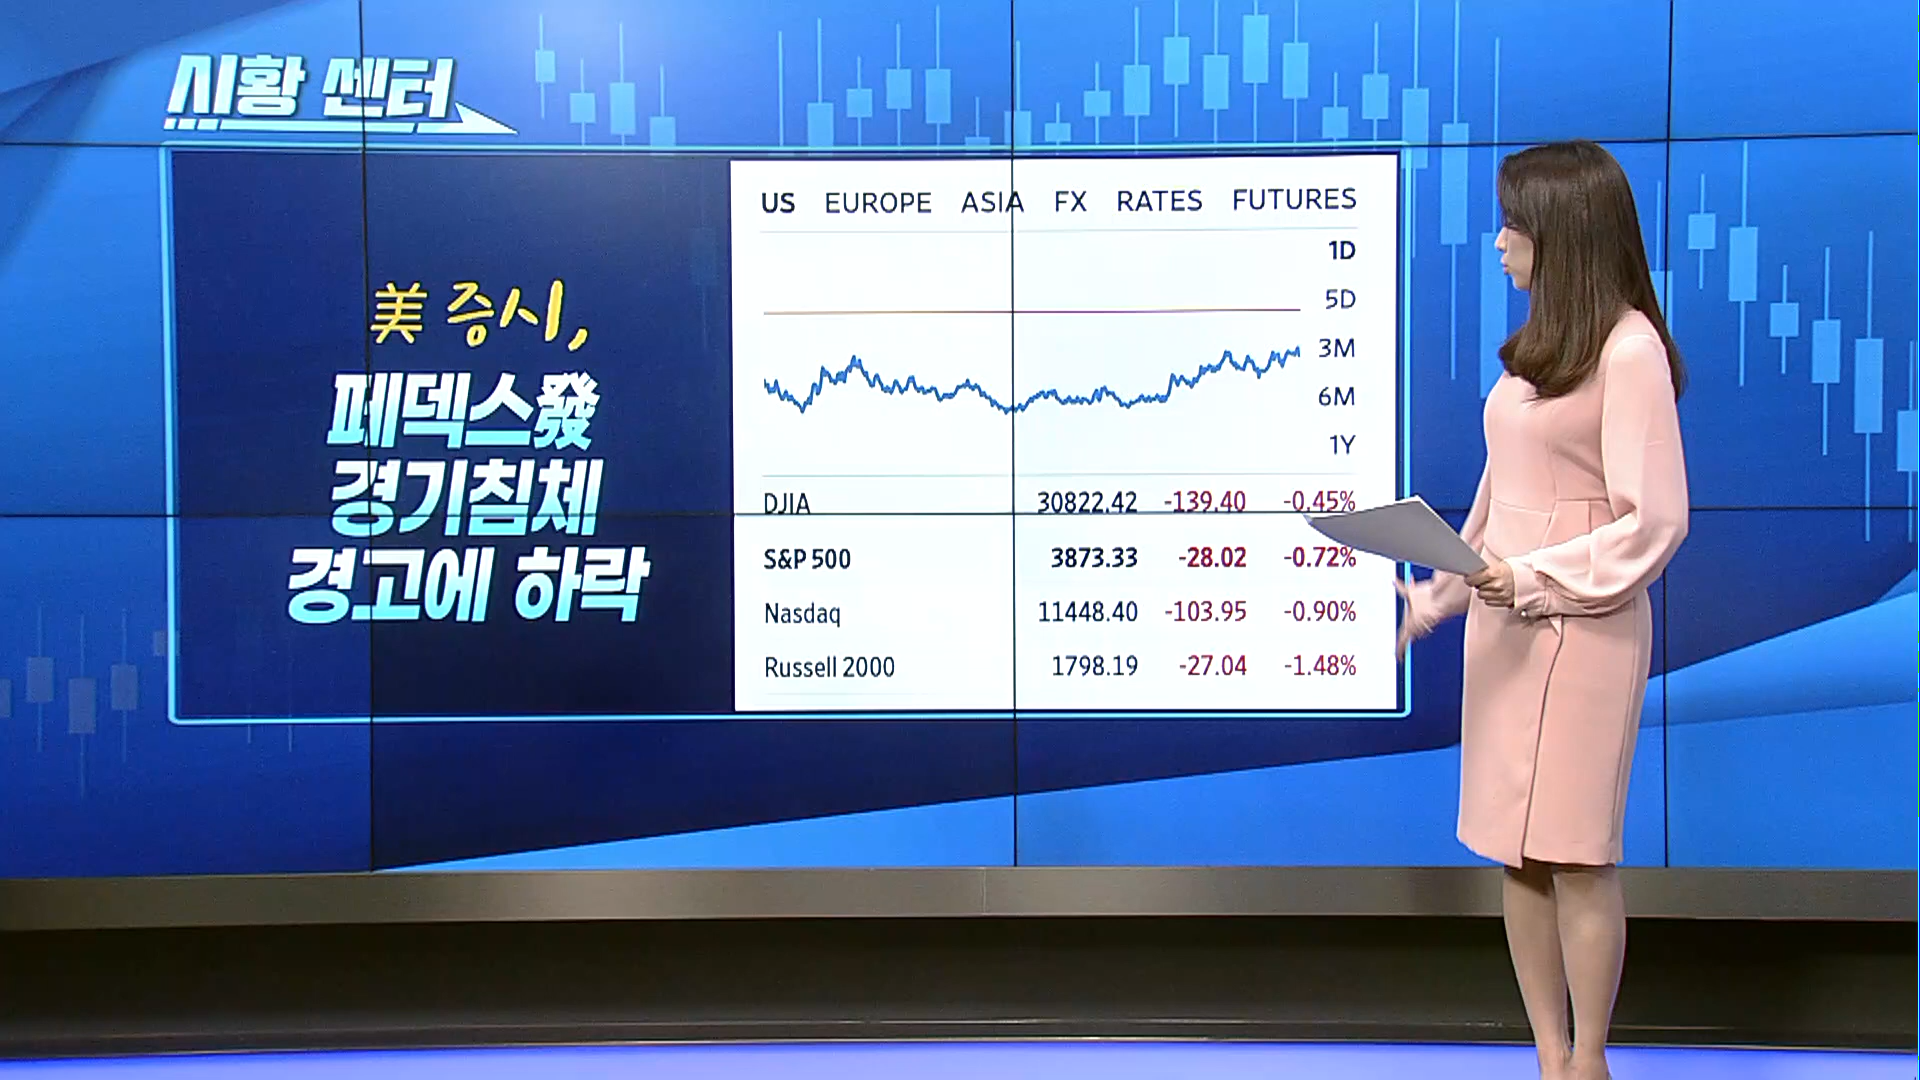 시황 센터
美 증시,
페덱스發
경기침체
경고에 하락
US EUROPE ASIA FX RATES FUTURES
1D
5D
3M
6M
1Y
DJIA 30822.42 -139.40 -0.45%
S&P 500 3873.33 -28.02 -0.72%
Nasdaq 11448.40 -103.95 -0.90%
Russell 2000 1798.19 -27.04 -1.48%